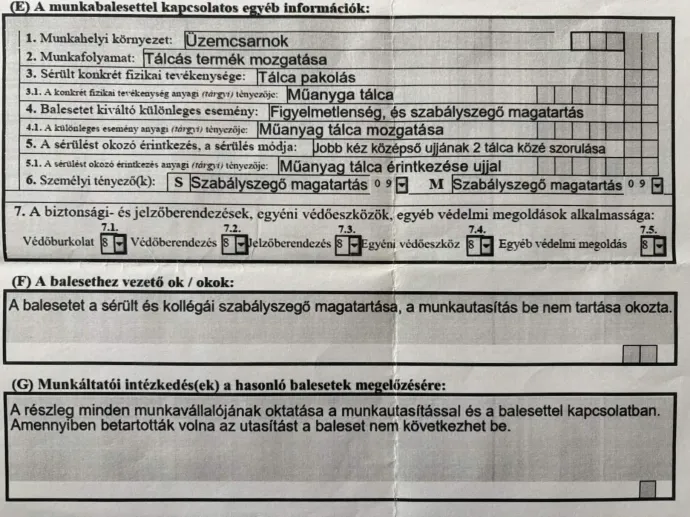 (E) A munkabalesettel kapcsolatos egyéb információk:
1. Munkahelyi környezet: Üzemcsarnok
2. Munkafolyamat: Tálcás termék mozgatása
3. Sérült konkrét fizikai tevékenysége: Tálca pakolás
3.1. A konkrét fizikai tevékenység anyagi (tárgyi) tényezője: Műanyga tálca
4. Balesetet kiváltó különleges esemény: Figyelmetlenség, és szabályszegő magatartás
4.1. A különleges esemény anyagi (tárgyi) tényezője: Műanyag tálca mozgatása
5. A sérülést okozó érintkezés, a sérülés módja: Jobb kéz középső ujjának 2 tálca közé szorulása
5.1. A sérülést okozó érintkezés anyagi (tárgyi) tényezője: Műanyag tálca érintkezése ujjal
6. Személyi tényező(k): S Szabályszegő magatartás 0 9 M Szabályszegő magatartás 0 9
7. A biztonsági- és jelzőberendezések, egyéni védőeszközök, egyéb védelmi megoldások alkalmassága:
7.1. 7.2. 7.3. 7.4. 7.5.
Védőburkolat 8 Védőberendezés 8 Jelzőberendezés 8 Egyéni védőeszköz 8 Egyéb védelmi megoldás 8
(F) A balesethez vezető ok / okok:
A balesetet a sérült és kollégái szabályszegő magatartása, a munkautasítás be nem tartása okozta.
(G) Munkáltatói intézkedés(ek) a hasonló balesetek megelőzésére:
A részleg minden munkavállalójának oktatása a munkautasítással és a balesettel kapcsolatban.
Amennyiben betartották volna az utasítást a baleset nem következhet be.